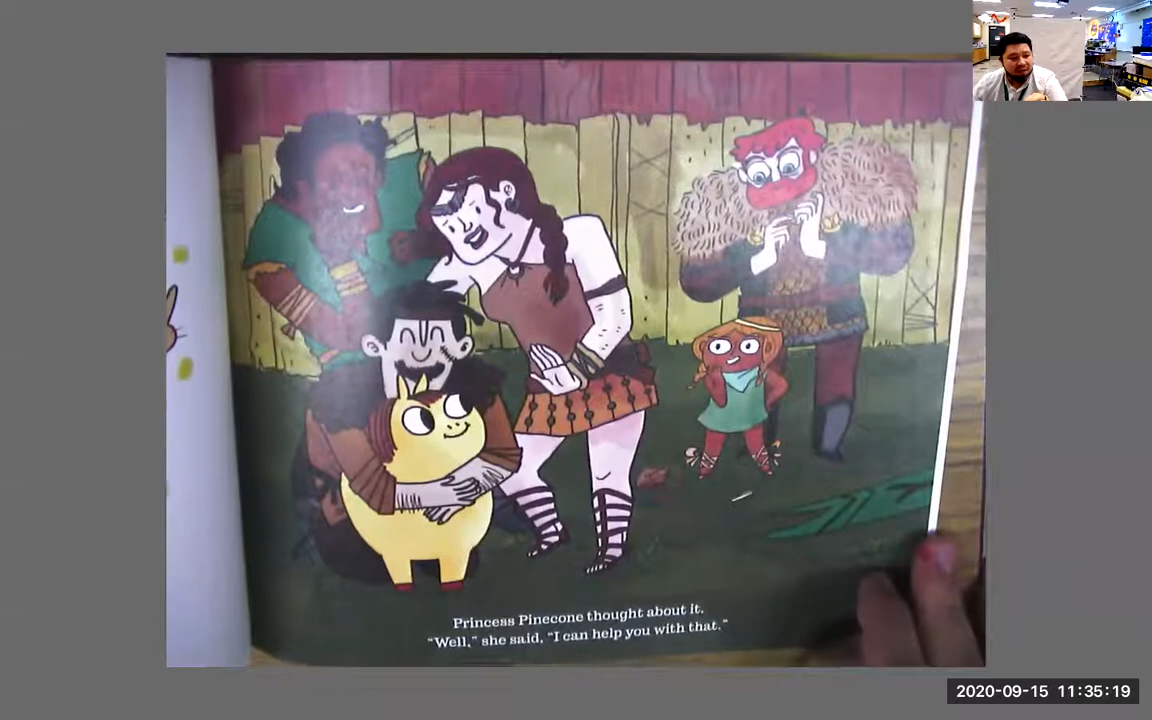 Princess Pinecone thought about it.
"Well," she said, "I can help you with that."
2020-09-15 11:35:19